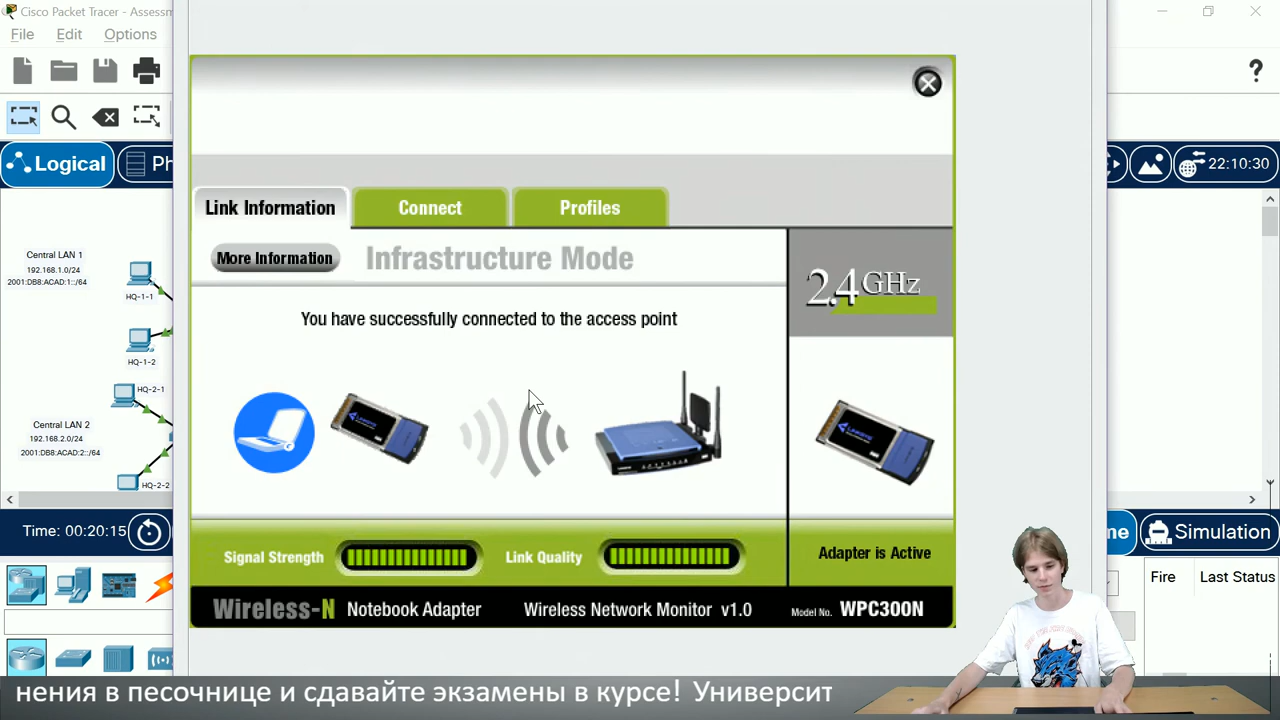 Cisco Packet Tracer - Assessm
File Edit Options
?
Logical
Ph
22:10:30
Central LAN 1
192.168.1.0/24
2001:DB8:ACAD:1::/64
HQ-1-1
HQ-1-2
HQ-2-1
Central LAN 2
192.168.2.0/24
2001:DB8:ACAD:2::/64
HQ-2-2
Link Information
Connect
Profiles
More Information
Infrastructure Mode
2.4GHz
You have successfully connected to the access point
Signal Strength
Link Quality
Adapter is Active
Wireless-N Notebook Adapter
Wireless Network Monitor v1.0
Model No. WPC300N
Time: 00:20:15
me
Simulation
Fire
Last Status
нения в песочнице и сдавайте экзамены в курсе! Университ